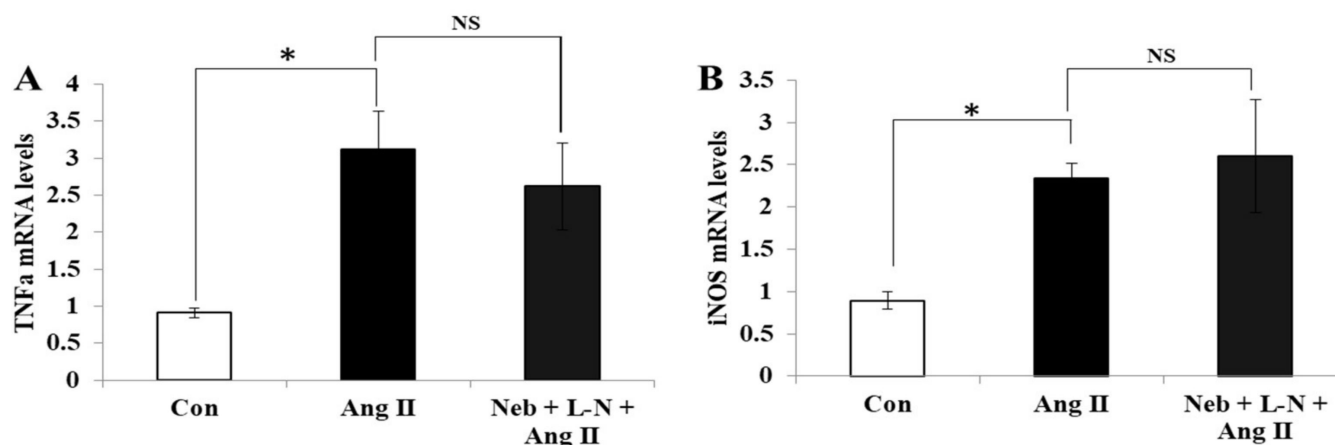 A
TNFa mRNA levels
4
3.5
3
2.5
2
1.5
1
0.5
0
*
NS
Con
Ang II
Neb + L-N +
Ang II
B
iNOS mRNA levels
3.5
3
2.5
2
1.5
1
0.5
0
*
NS
Con
Ang II
Neb + L-N +
Ang II